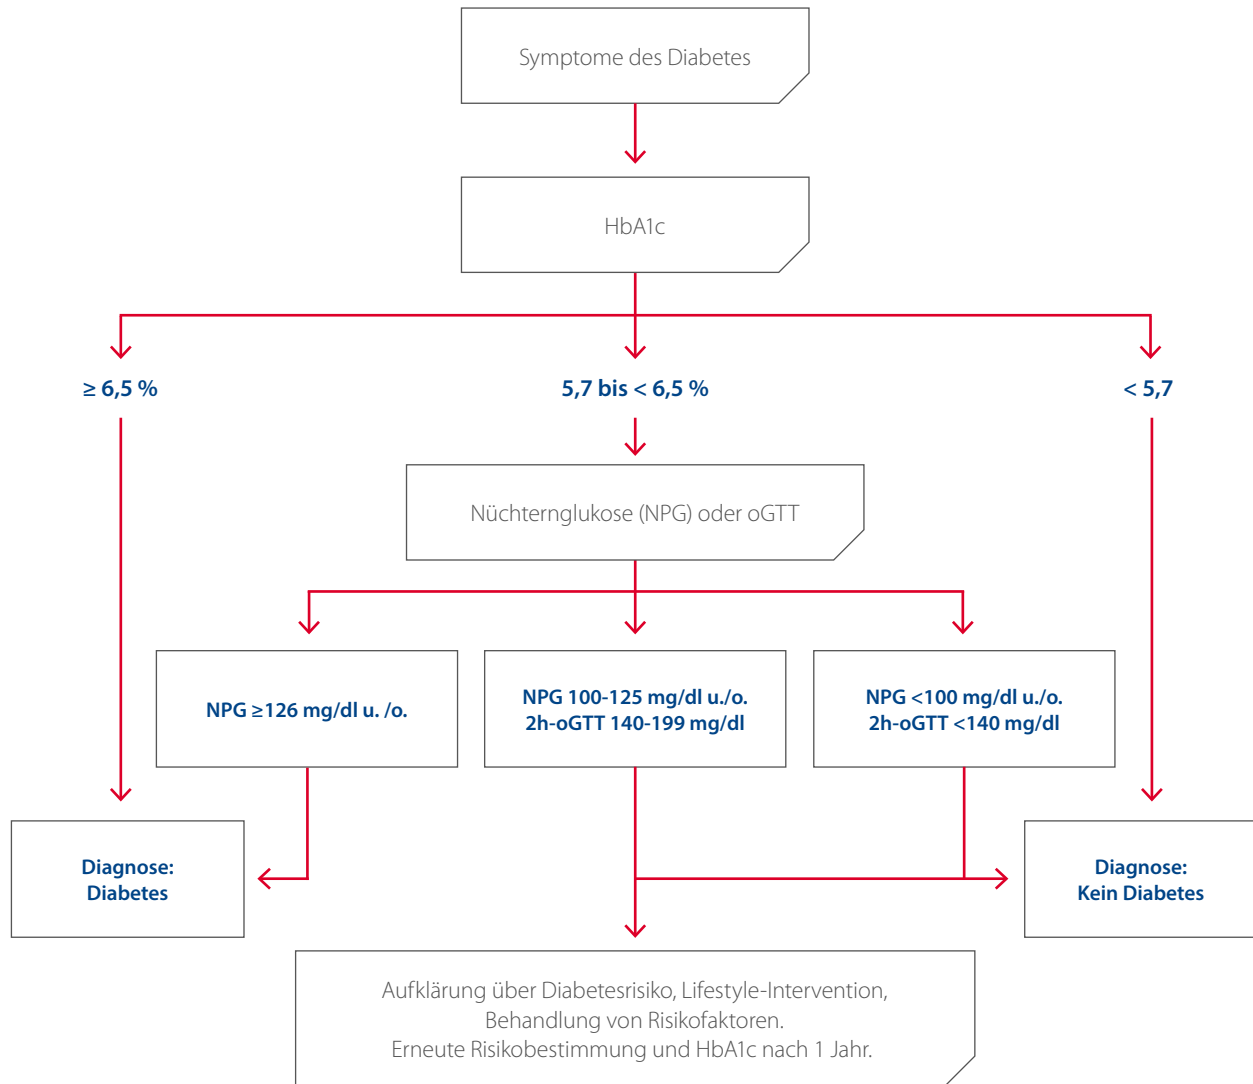 Symptome des Diabetes
HbA1c
≥ 6,5 %
5,7 bis < 6,5 %
< 5,7
Nüchternglukose (NPG) oder oGTT
NPG ≥126 mg/dl u. /o.
NPG 100-125 mg/dl u./o.
2h-oGTT 140-199 mg/dl
NPG <100 mg/dl u./o.
2h-oGTT <140 mg/dl
Diagnose:
Diabetes
Diagnose:
Kein Diabetes
Aufklärung über Diabetesrisiko, Lifestyle-Intervention,
Behandlung von Risikofaktoren.
Erneute Risikobestimmung und HbA1c nach 1 Jahr.